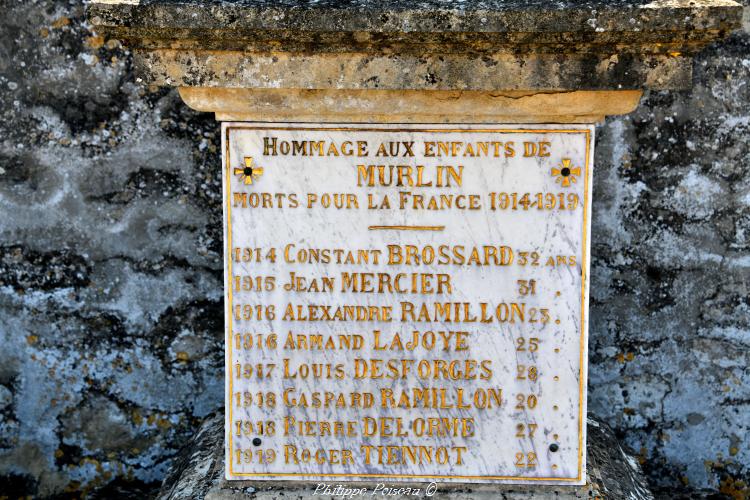 HOMMAGE AUX ENFANTS DE
MURLIN
MORTS POUR LA FRANCE 1914-1919
1914 CONSTANT BROSSARD 32 ANS
1915 JEAN MERCIER 31 .
1916 ALEXANDRE RAMILLON 23 .
1916 ARMAND LAJOYE 25 .
1917 LOUIS DESFORGES .
1918 GASPARD RAMILLON 20 .
1918 PIERRE DELORME 27 .
1919 ROGER TIENNOT 22 .
Philippe Poiseau ©